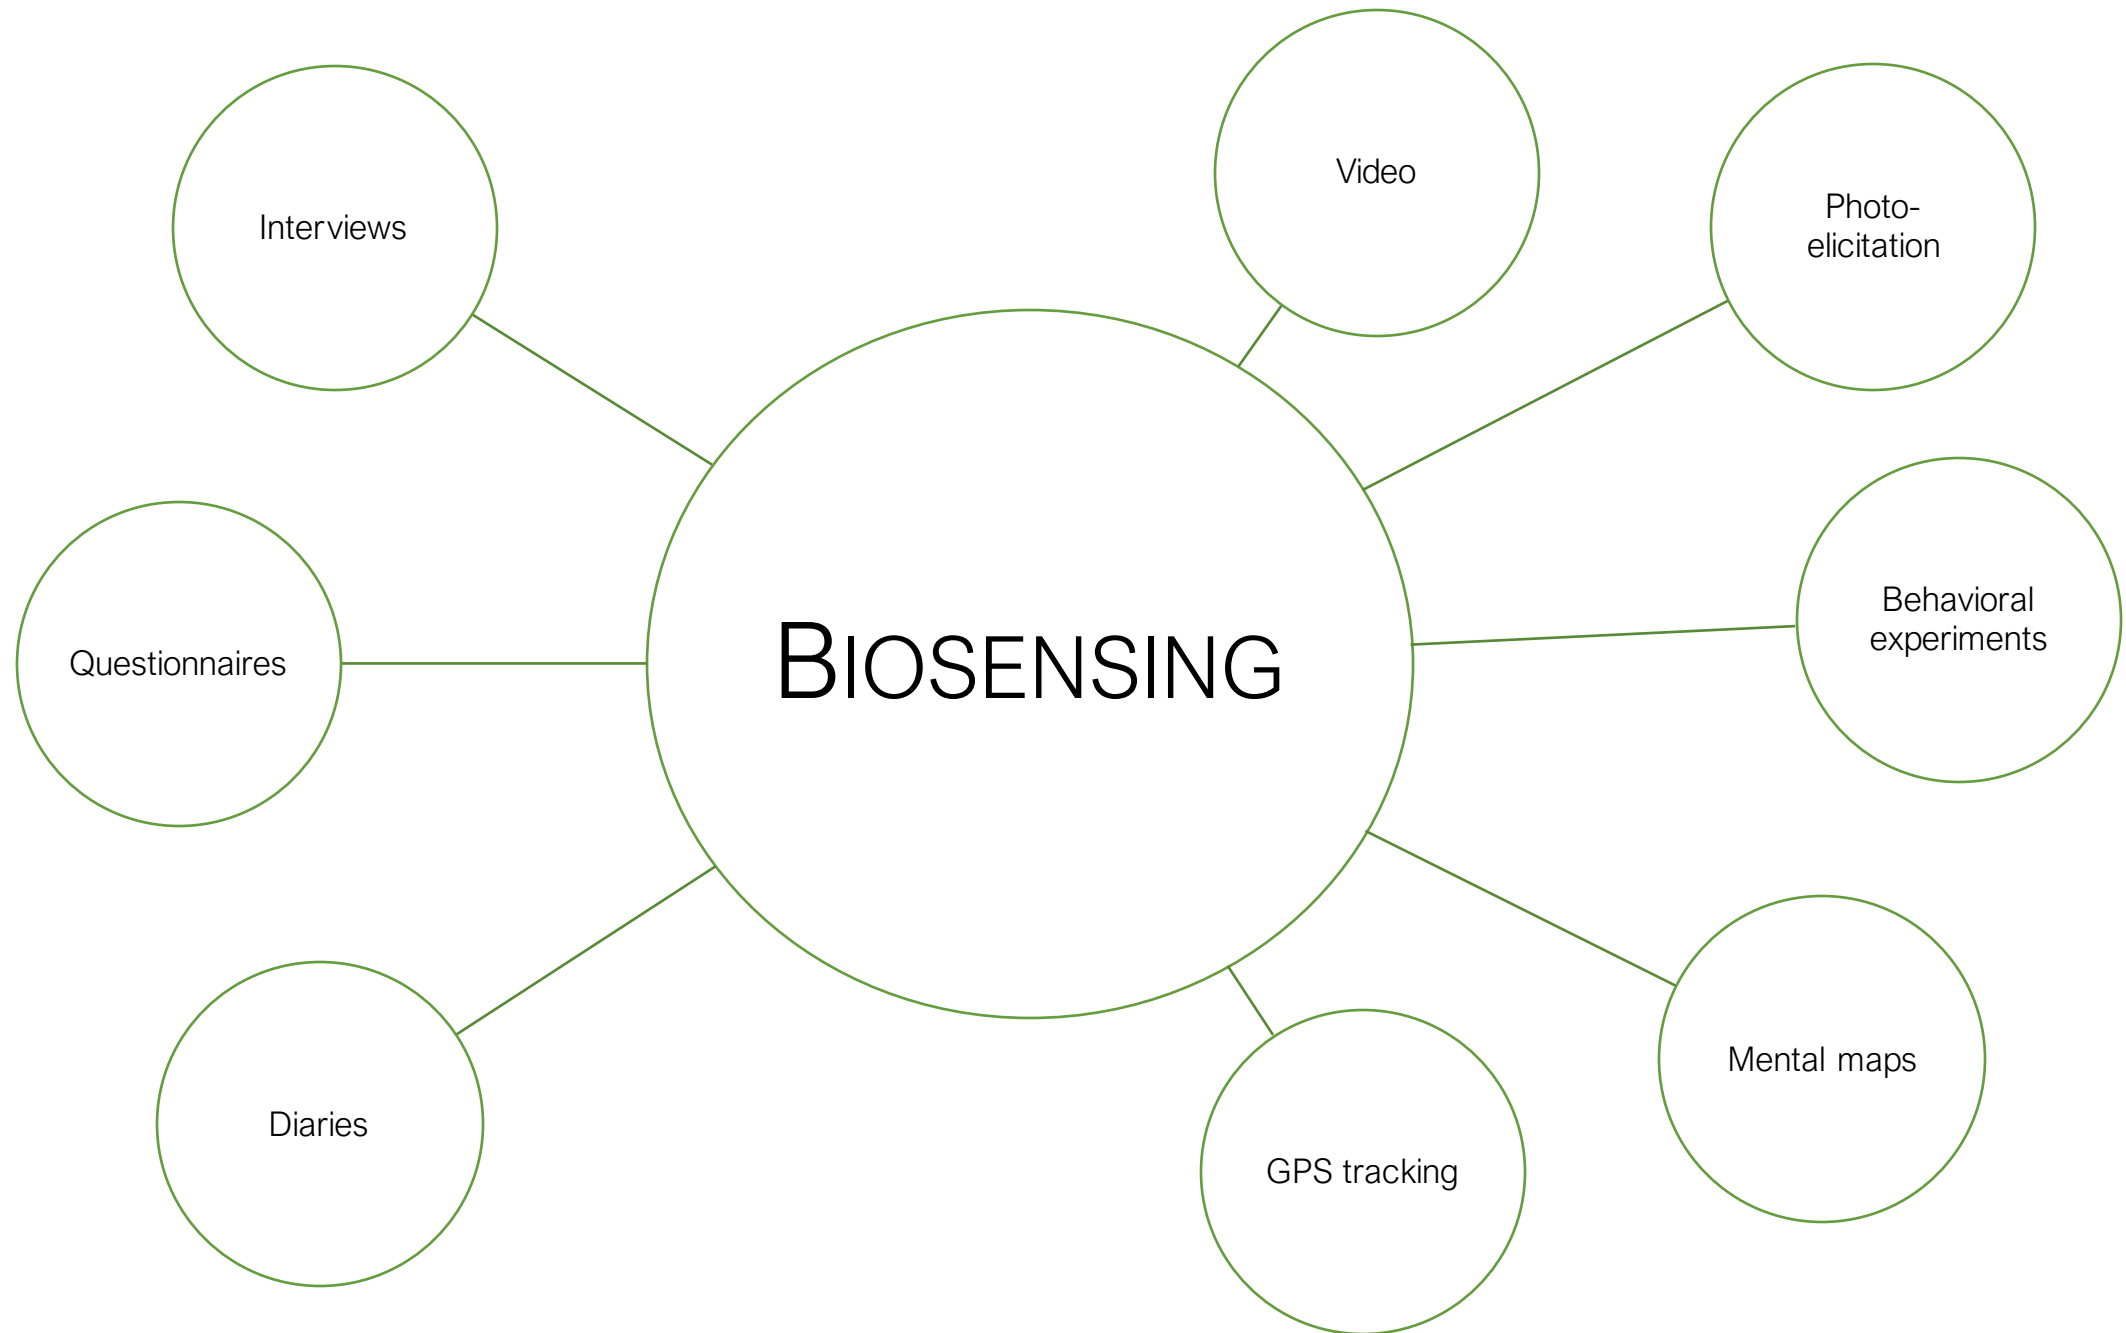 Video
Interviews
Photo-
elicitation
Behavioral
experiments
Questionnaires
BIOSENSING
Mental maps
Diaries
GPS tracking